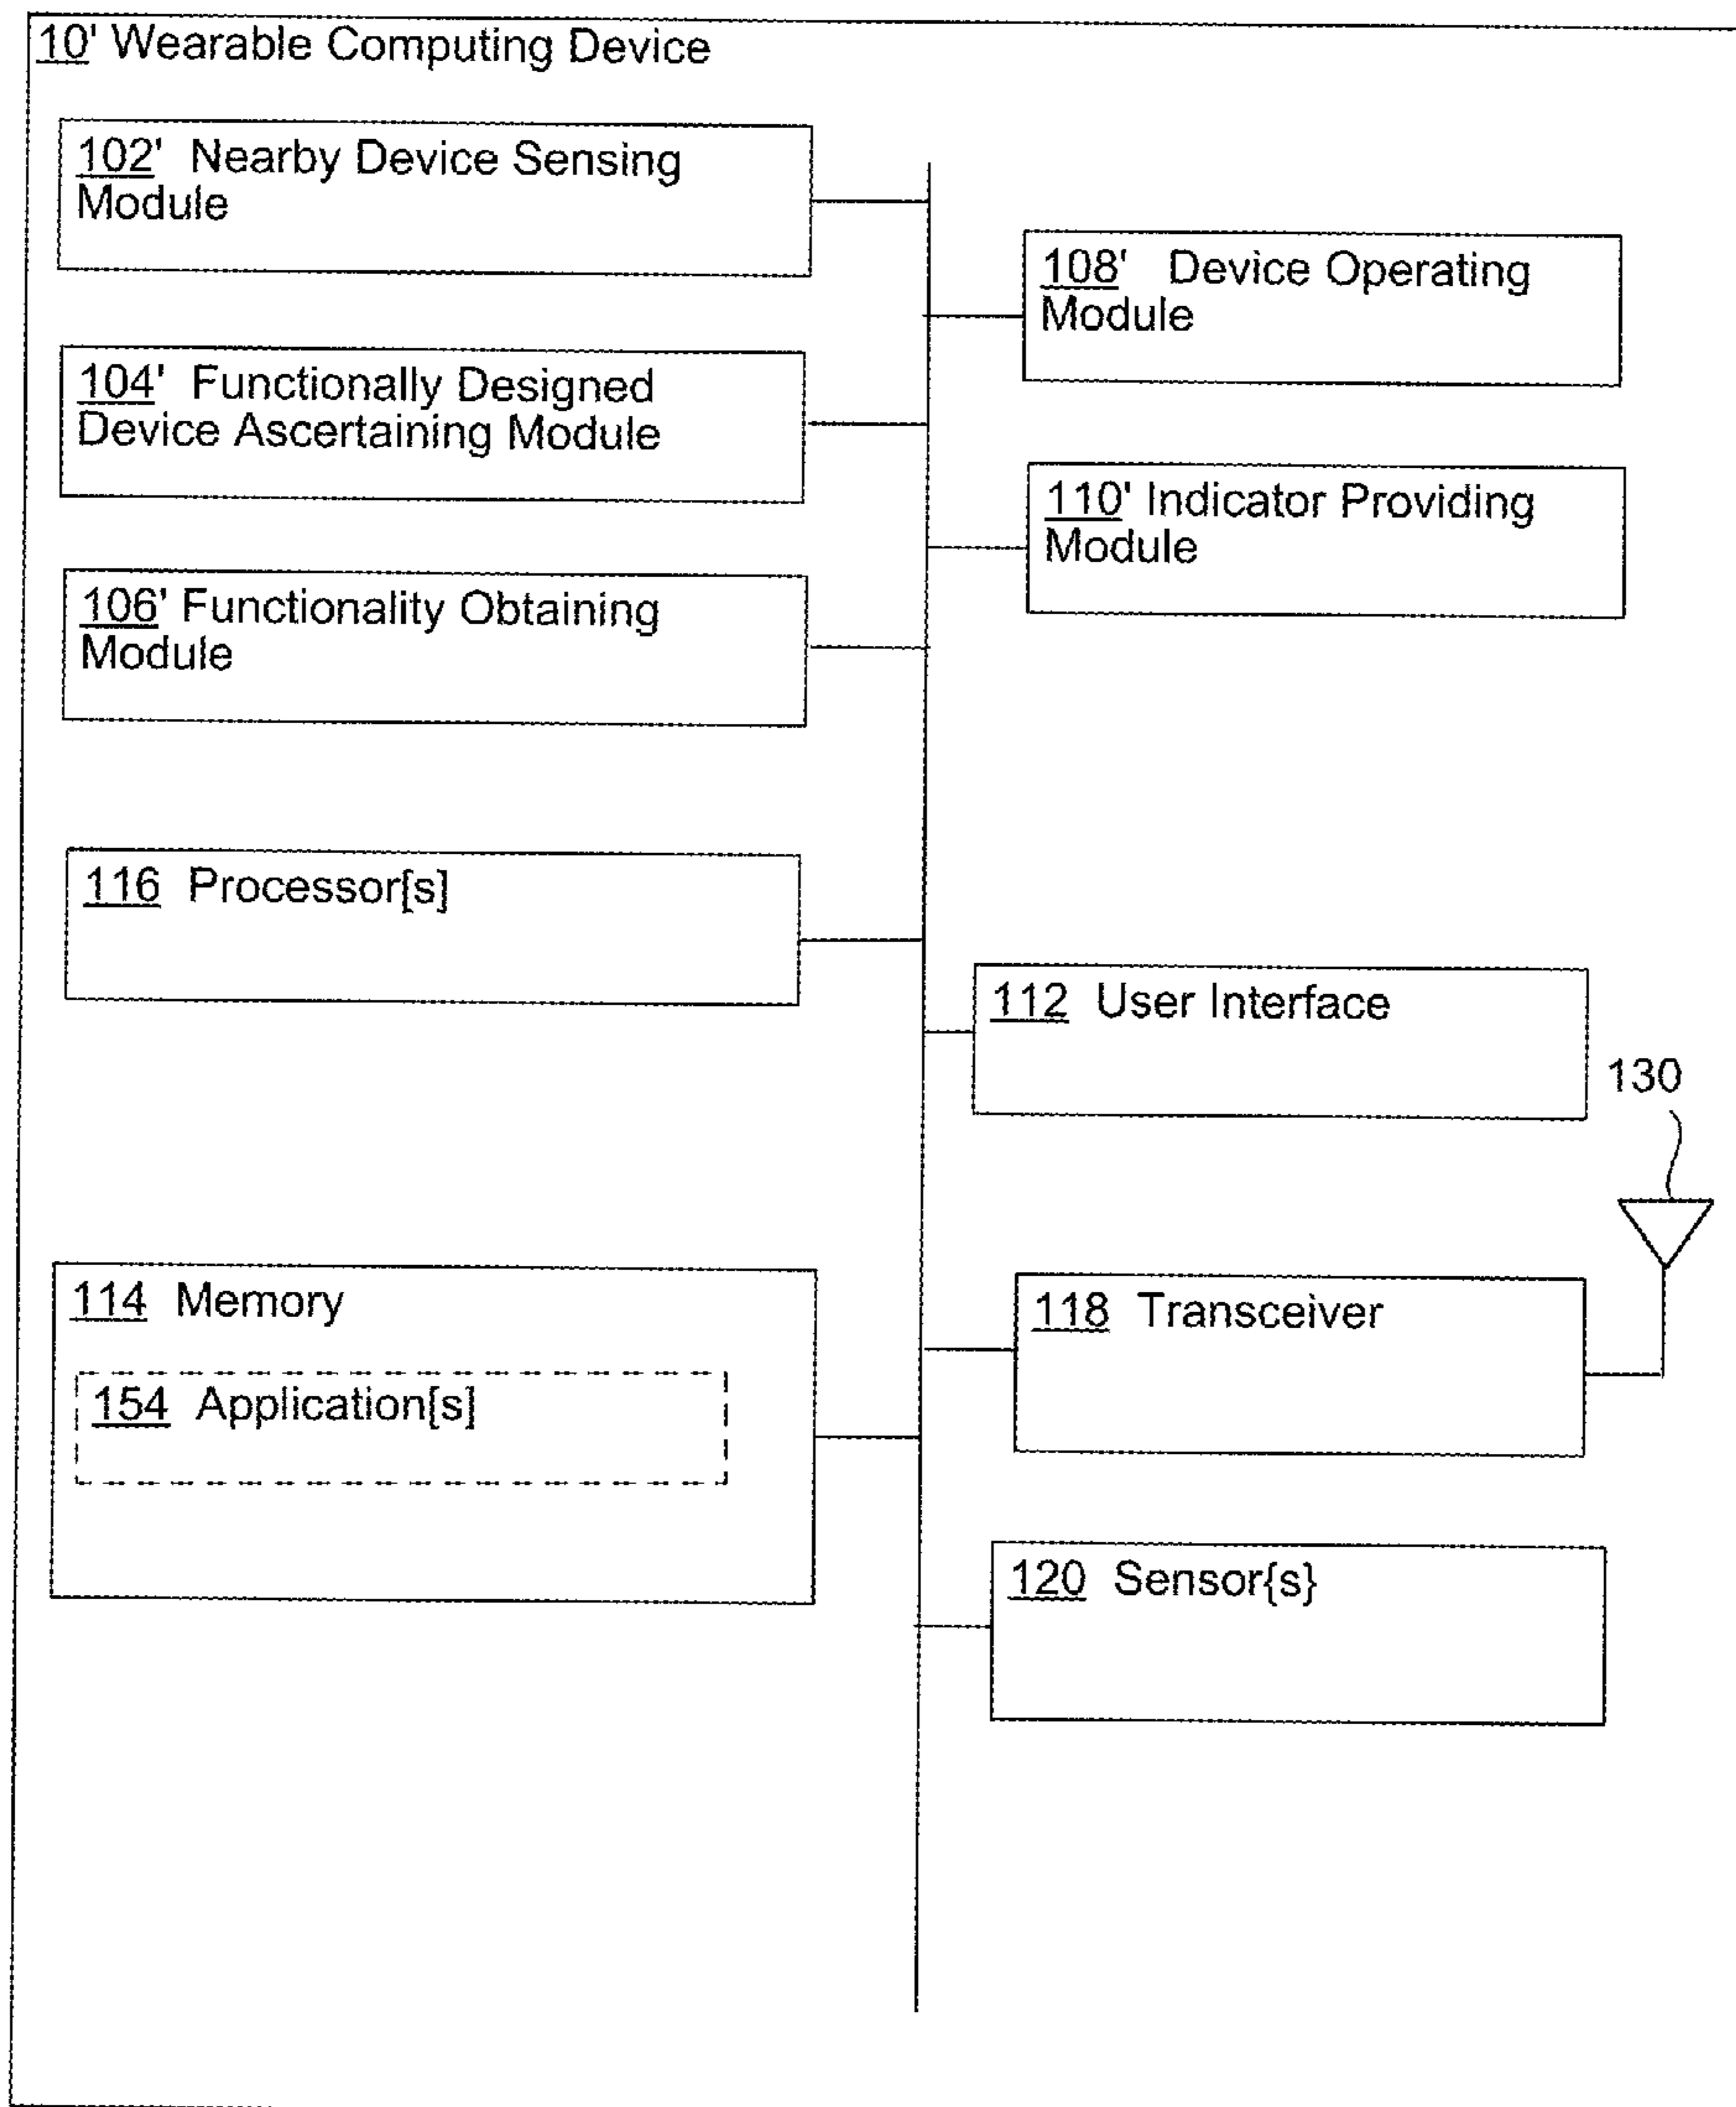 10' Wearable Computing Device
102' Nearby Device Sensing
Module
108' Device Operating
Module
104' Functionally Designed
Device Ascertaining Module
110' Indicator Providing
Module
106' Functionality Obtaining
Module
116 Processor[s]
112 User Interface
130
114 Memory
118 Transceiver
154 Application[s]
120 Sensor{s}